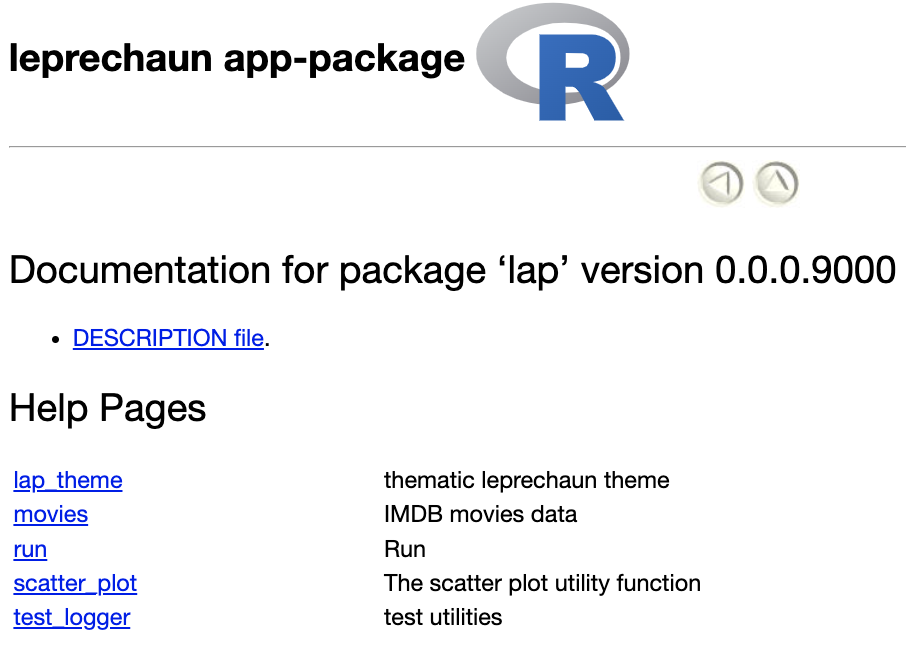 leprechaun app-package
R
Documentation for package ‘lap’ version 0.0.0.9000
DESCRIPTION file.
Help Pages
lap_theme thematic leprechaun theme
movies IMDB movies data
run Run
scatter_plot The scatter plot utility function
test_logger test utilities